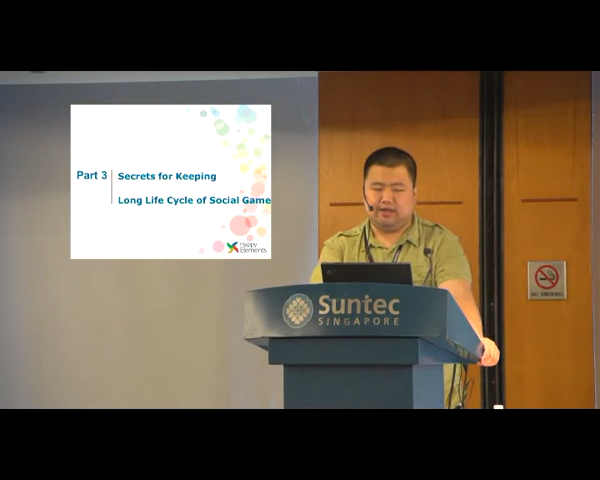 Part 3
Secrets for Keeping
Long Life Cycle of Social Game
Happy
Elements
Suntec
SINGAPORE
NO SMOKING